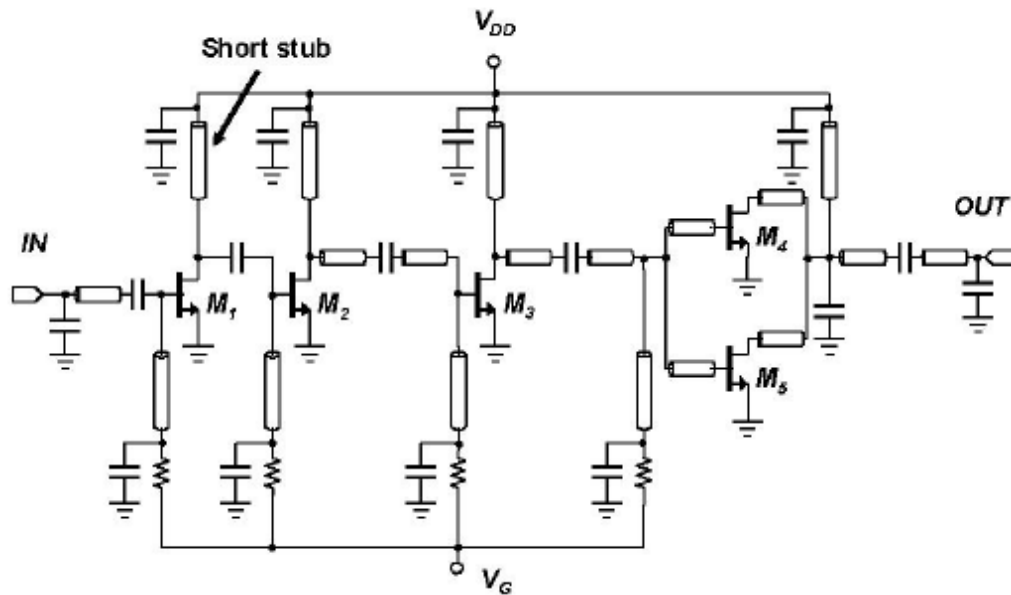 V_DD
Short stub
IN
M_1
M_2
M_3
M_4
M_5
OUT
V_G